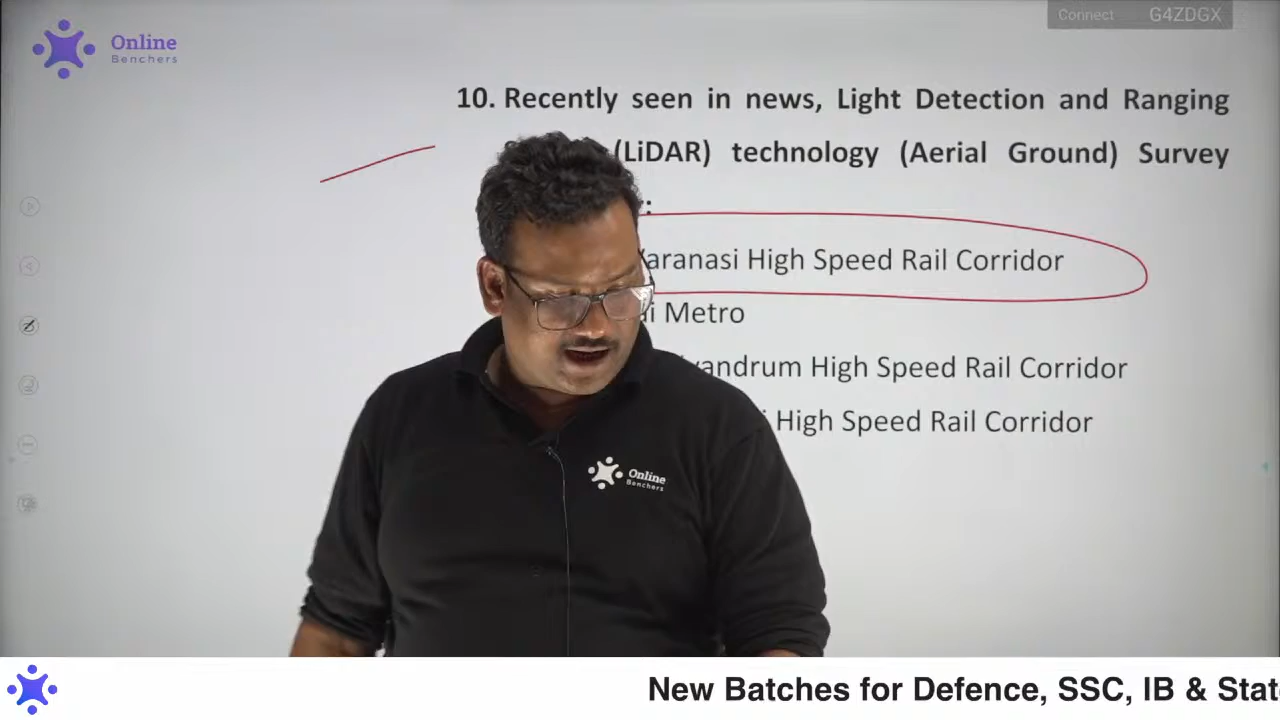 Online
Benchers
Connect G4ZDGX
10. Recently seen in news, Light Detection and Ranging
(LiDAR) technology (Aerial Ground) Survey
:
aranasi High Speed Rail Corridor
i Metro
vandrum High Speed Rail Corridor
i High Speed Rail Corridor
Online
Benchers
New Batches for Defence, SSC, IB & State